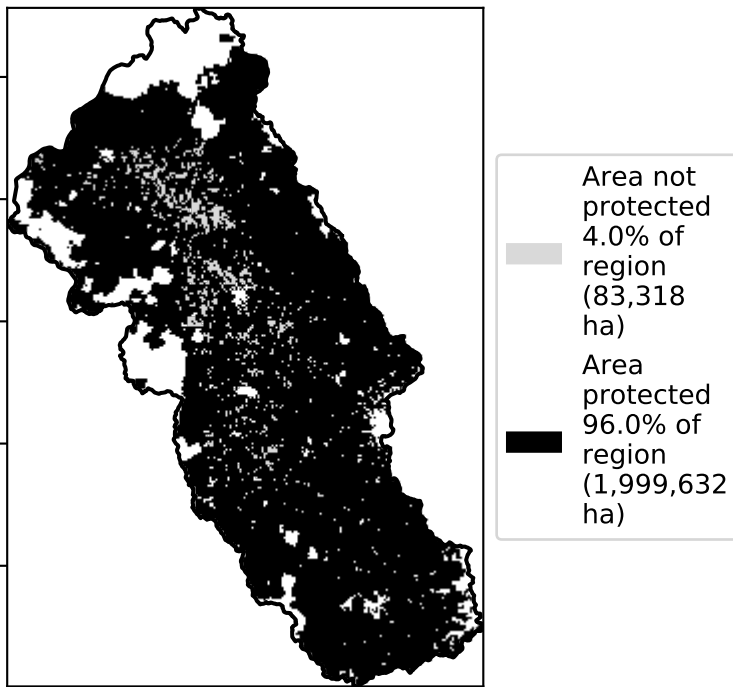 Area not
protected
4.0% of
region
(83,318
ha)
Area
protected
96.0% of
region
(1,999,632
ha)